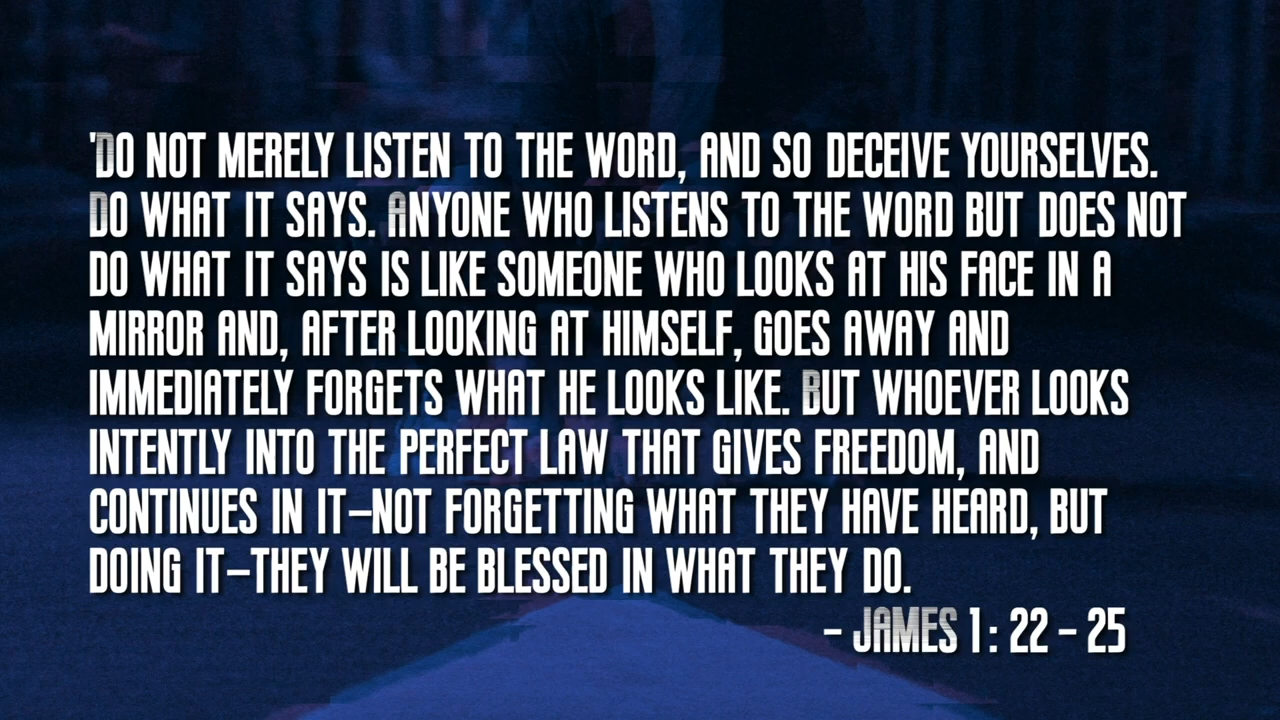 'DO NOT MERELY LISTEN TO THE WORD, AND SO DECEIVE YOURSELVES.
DO WHAT IT SAYS. ANYONE WHO LISTENS TO THE WORD BUT DOES NOT
DO WHAT IT SAYS IS LIKE SOMEONE WHO LOOKS AT HIS FACE IN A
MIRROR AND, AFTER LOOKING AT HIMSELF, GOES AWAY AND
IMMEDIATELY FORGETS WHAT HE LOOKS LIKE. BUT WHOEVER LOOKS
INTENTLY INTO THE PERFECT LAW THAT GIVES FREEDOM, AND
CONTINUES IN IT—NOT FORGETTING WHAT THEY HAVE HEARD, BUT
DOING IT—THEY WILL BE BLESSED IN WHAT THEY DO.
- JAMES 1: 22 - 25